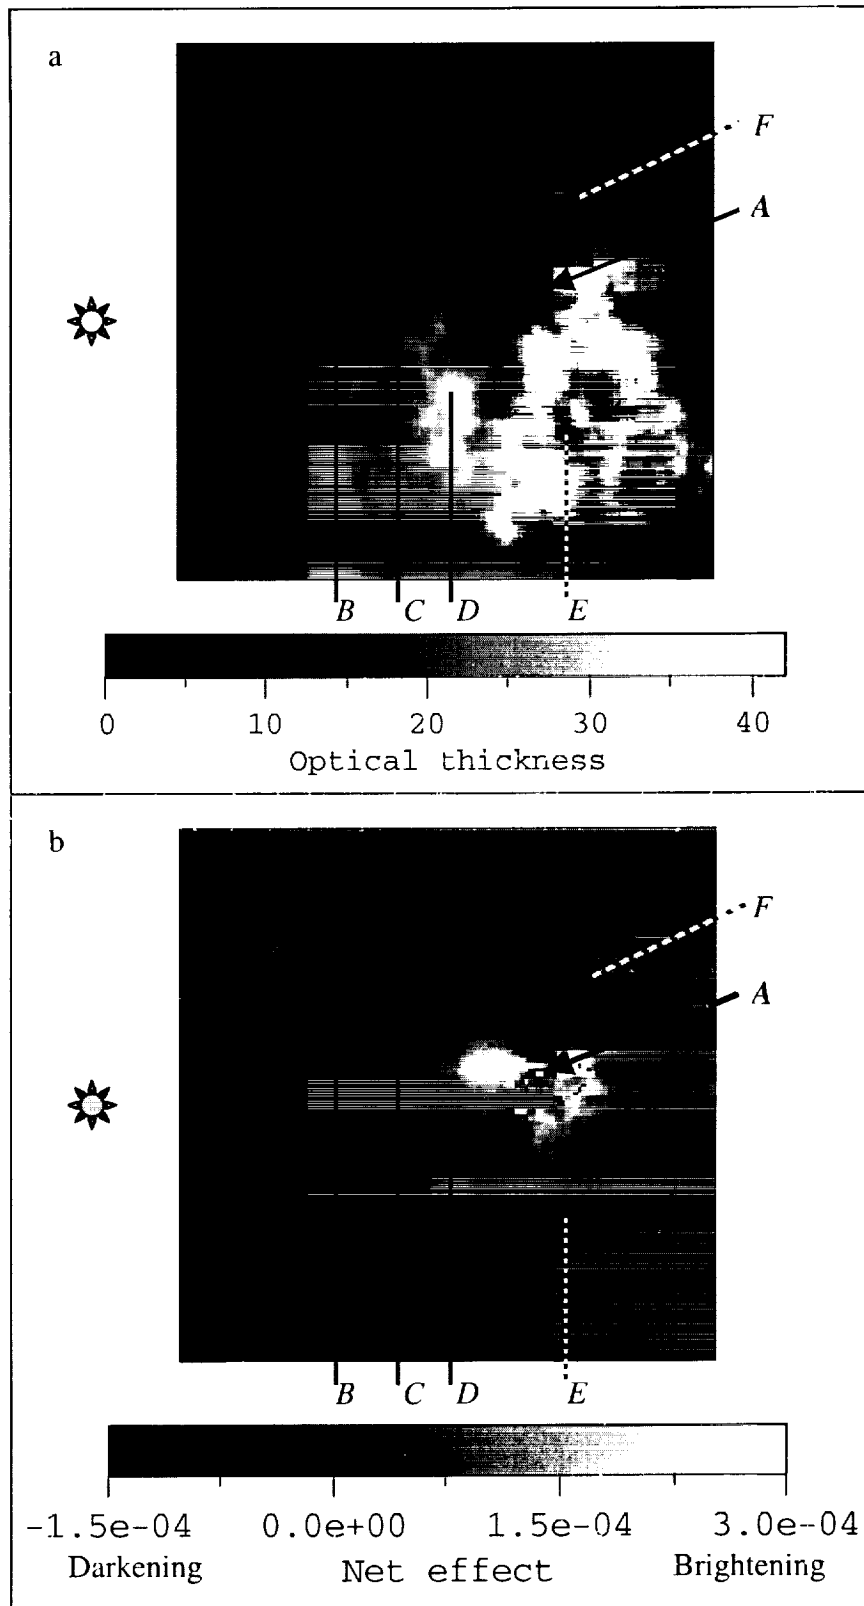 a
F
A
B C D E
0 10 20 30 40
Optical thickness
b
F
A
B C D E
-1.5e-04 0.0e+00 1.5e-04 3.0e-04
Darkening Net effect Brightening